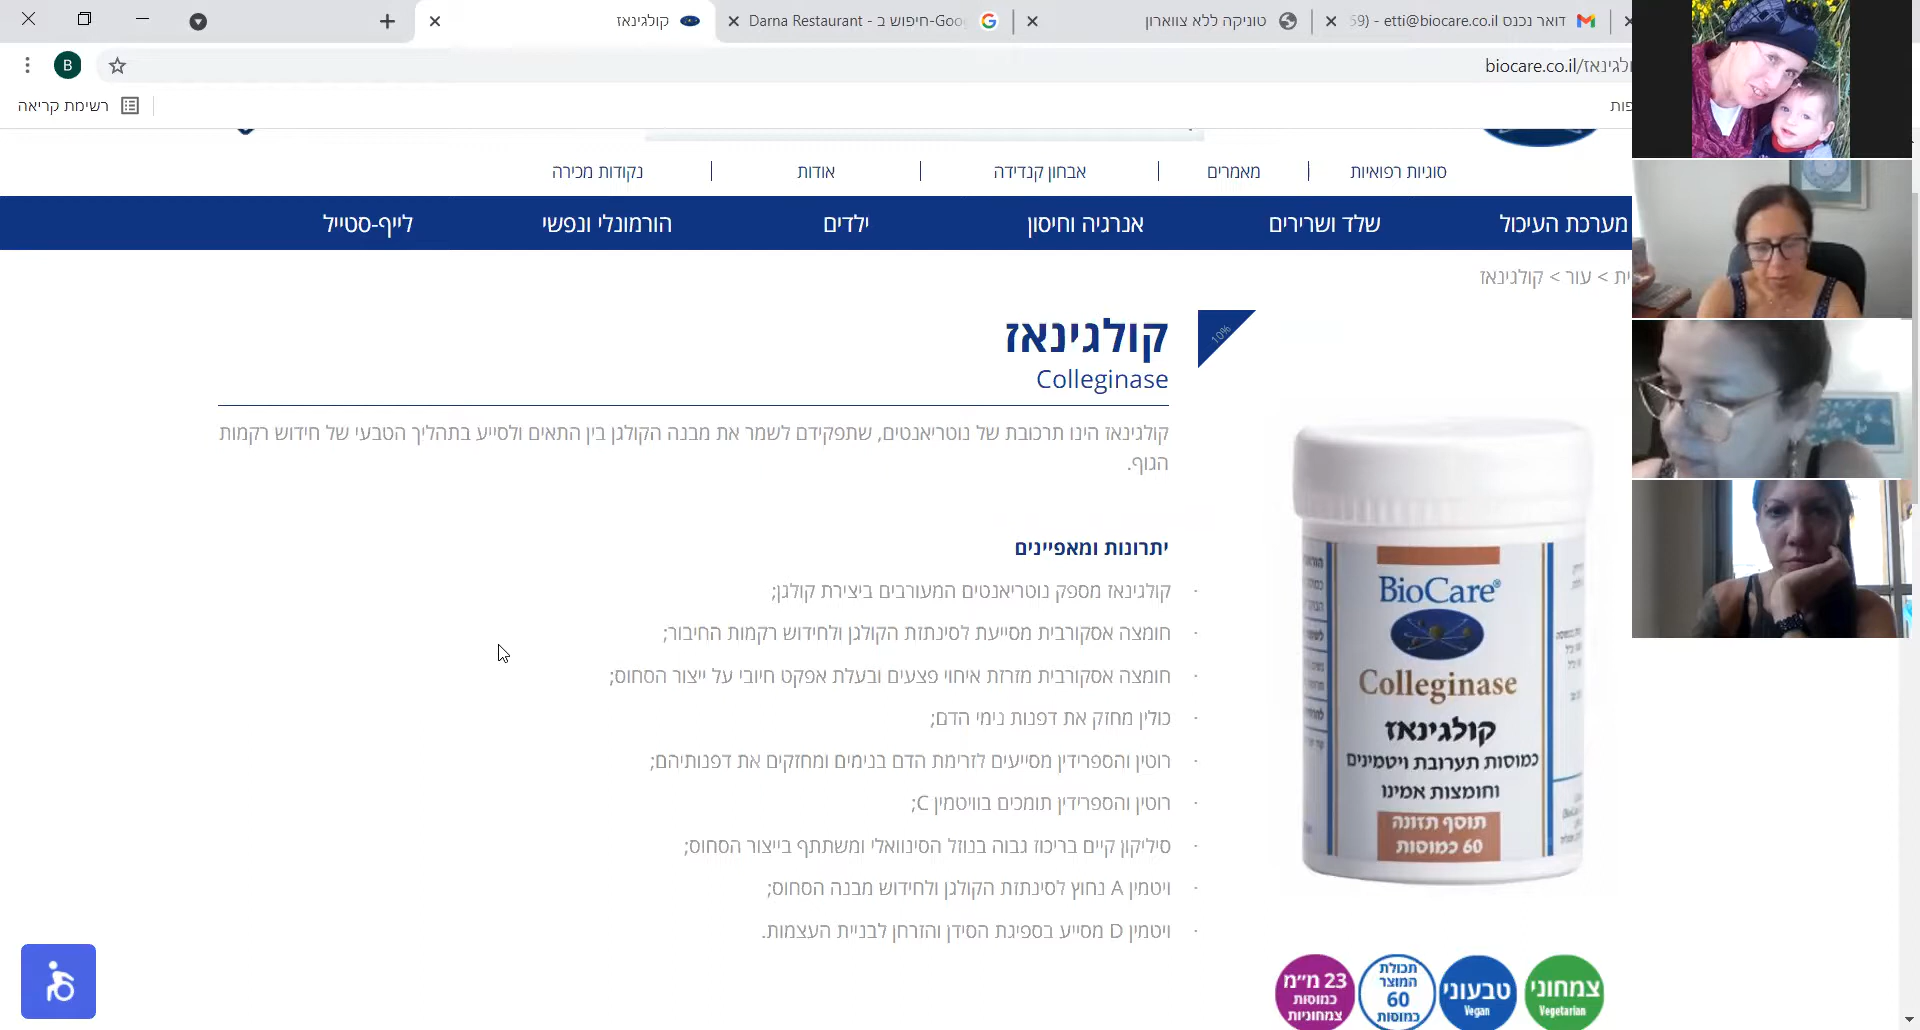 קולגינאז
Darna Restaurant - חיפוש ב-Goo
טוניקה ללא צווארון
דואר נכנס 59) - etti@biocare.co.il
B
biocare.co.il/
רשימת קריאה
סוגיות רפואיות
מאמרים
אבחון קנדידה
אודות
נקודות מכירה
מערכת העיכול
שלד ושרירים
אנרגיה וחיסון
ילדים
הורמונלי ונפשי
לייף-סטייל
> עור > קולגינאז
10%
קולגינאז
Colleginase
קולגינאז הינו תרכובת של נוטריאנטים, שתפקידם לשמר את מבנה הקולגן בין התאים ולסייע בתהליך הטבעי של חידוש רקמות
הגוף.
יתרונות ומאפיינים
· קולגינאז מספק נוטריאנטים המעורבים ביצירת קולגן;
· חומצה אסקורבית מסייעת לסינתזת הקולגן ולחידוש רקמות החיבור;
· חומצה אסקורבית מזרזת איחוי פצעים ובעלת אפקט חיובי על ייצור הסחוס;
· כולין מחזק את דפנות נימי הדם;
· רוטין והספרידין מסייעים לזרימת הדם בנימים ומחזקים את דפנותיהם;
· רוטין והספרידין תומכים בוויטמין C;
· סיליקון קיים בריכוז גבוה בנוזל הסינוואלי ומשתתף בייצור הסחוס;
· ויטמין A נחוץ לסינתזת הקולגן ולחידוש מבנה הסחוס;
· ויטמין D מסייע בספיגת הסידן והזרחן לבניית העצמות.
BioCare®
Colleginase
קולגינאז
כמוסות תערובת ויטמינים
וחומצות אמינו
תוסף תזונה
60 כמוסות
צמחוני
Vegetarian
טבעוני
Vegan
תכולת
המוצר
60
כמוסות
23 מ״מ
כמוסות
צמחוניות